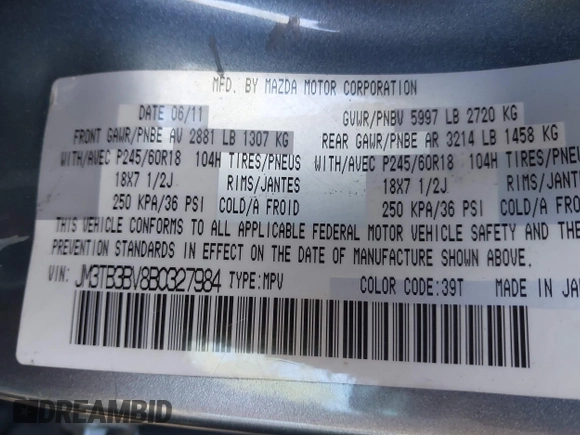 MFD. BY MAZDA MOTOR CORPORATION
DATE 06/11 GVWR/PNBV 5997 LB 2720 KG
FRONT GAWR/PNBE AV 2881 LB 1307 KG REAR GAWR/PNBE AR 3214 LB 1458 KG
WITH/AVEC P245/60R18 104H TIRES/PNEUS WITH/AVEC P245/60R18 104H TIRES/PNEUS
18X7 1/2J RIMS/JANTES 18X7 1/2J RIMS/JANTES
250 KPA/36 PSI COLD/A FROID 250 KPA/36 PSI COLD/A FROID
THIS VEHICLE CONFORMS TO ALL APPLICABLE FEDERAL MOTOR VEHICLE SAFETY AND THE
PREVENTION STANDARDS IN EFFECT ON THE DATE OF MANUFACTURE SHOWN ABOVE.
VIN: JM3TB3BV8B0327984 TYPE:MPV COLOR CODE:39T MADE IN JA
DREAMBID